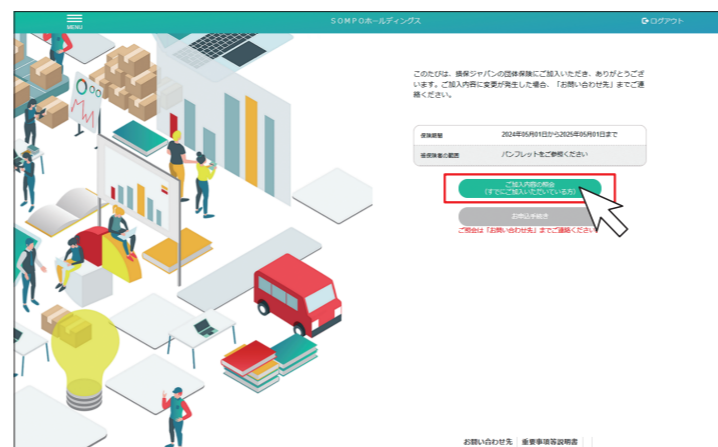 MENU
SOMPOホールディングス
ログアウト
このたびは、損保ジャパンの団体保険にご加入いただき、ありがとうござ
います。ご加入内容に変更が発生した場合、「お問い合わせ先」までご連
絡ください。
保険期間 2024年05月01日から2025年05月01日まで
被保険者の範囲 パンフレットをご参照ください
ご加入内容の照会
(すでにご加入いただいている方)
お申込手続き
ご照会は「お問い合わせ先」までご連絡ください
お問い合わせ先 重要事項等説明書